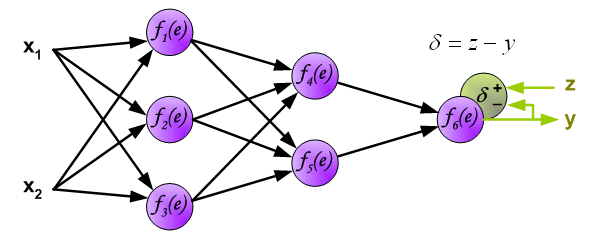 x₁
x₂
f₁(e)
f₂(e)
f₃(e)
f₄(e)
f₅(e)
f₆(e)
δ = z − y
δ + −
z
y